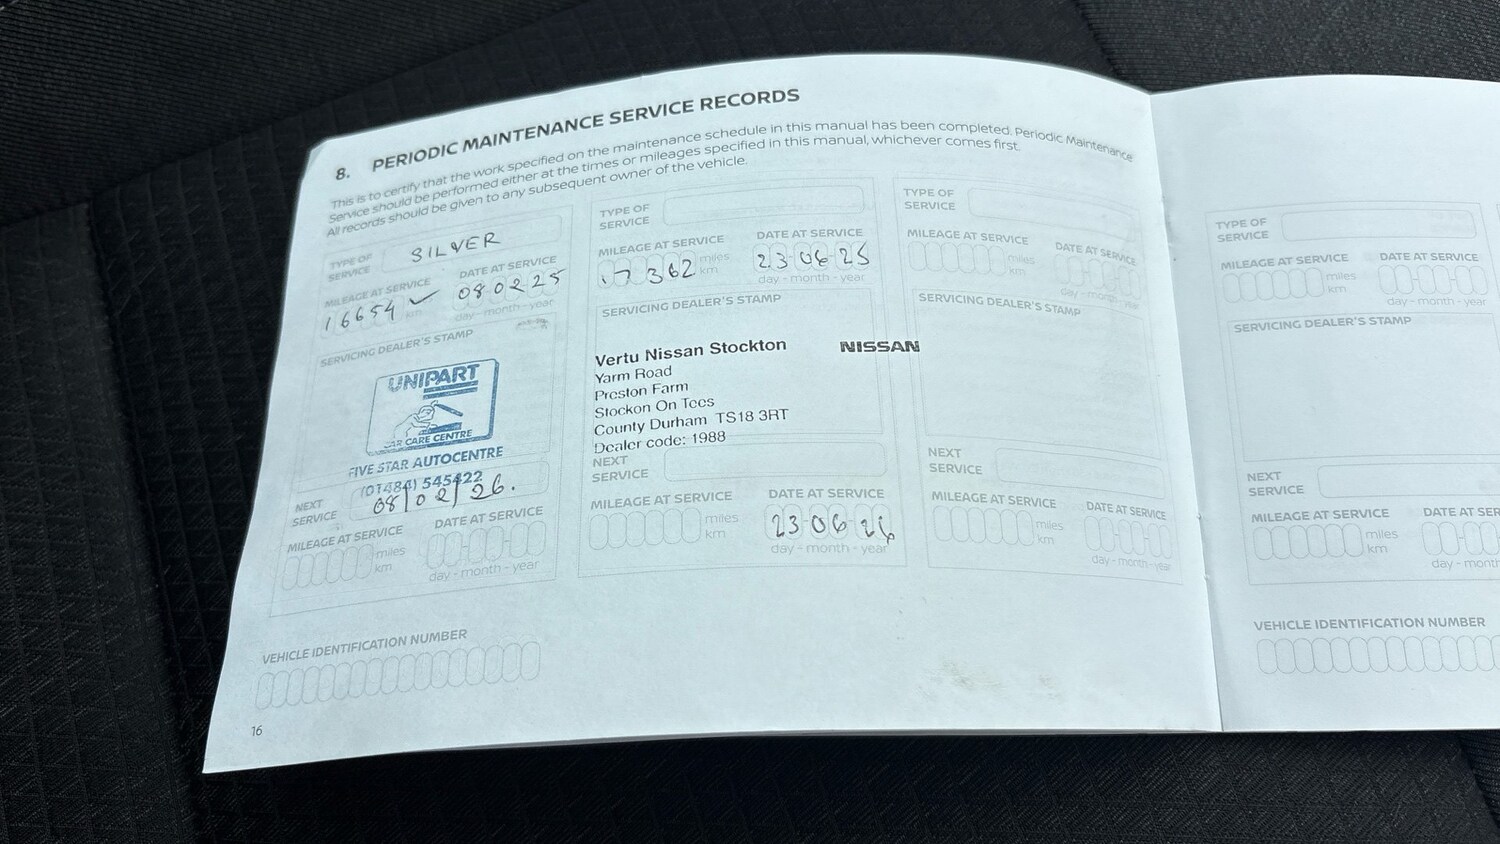 8. PERIODIC MAINTENANCE SERVICE RECORDS
This is to certify that the work specified on the maintenance schedule in this manual has been completed. Periodic Maintenance
Service should be performed either at the times or mileages specified in this manual, whichever comes first.
All records should be given to any subsequent owner of the vehicle.
TYPE OF
SERVICE
SILVER
MILEAGE AT SERVICE
DATE AT SERVICE
16654
km
080225
day - month - year
SERVICING DEALER'S STAMP
UNIPART
CAR CARE CENTRE
FIVE STAR AUTOCENTRE
(01484) 545422
NEXT
SERVICE
08/02/26.
MILEAGE AT SERVICE
DATE AT SERVICE
miles
km
day - month - year
TYPE OF
SERVICE
MILEAGE AT SERVICE
DATE AT SERVICE
17362
miles
km
23 06 25
day - month - year
SERVICING DEALER'S STAMP
Vertu Nissan Stockton NISSAN
Yarm Road
Preston Farm
Stockon On Tees
County Durham TS18 3RT
Dealer code: 1988
NEXT
SERVICE
MILEAGE AT SERVICE
DATE AT SERVICE
miles
km
23 06 26
day - month - year
TYPE OF
SERVICE
MILEAGE AT SERVICE
DATE AT SERVICE
miles
km
day - month - year
SERVICING DEALER'S STAMP
NEXT
SERVICE
MILEAGE AT SERVICE
DATE AT SERVICE
miles
km
day - month - year
VEHICLE IDENTIFICATION NUMBER
16
TYPE OF
SERVICE
MILEAGE AT SERVICE
DATE AT SERVICE
miles
km
day - month - year
SERVICING DEALER'S STAMP
NEXT
SERVICE
MILEAGE AT SERVICE
DATE AT SER
miles
km
day - month
VEHICLE IDENTIFICATION NUMBER